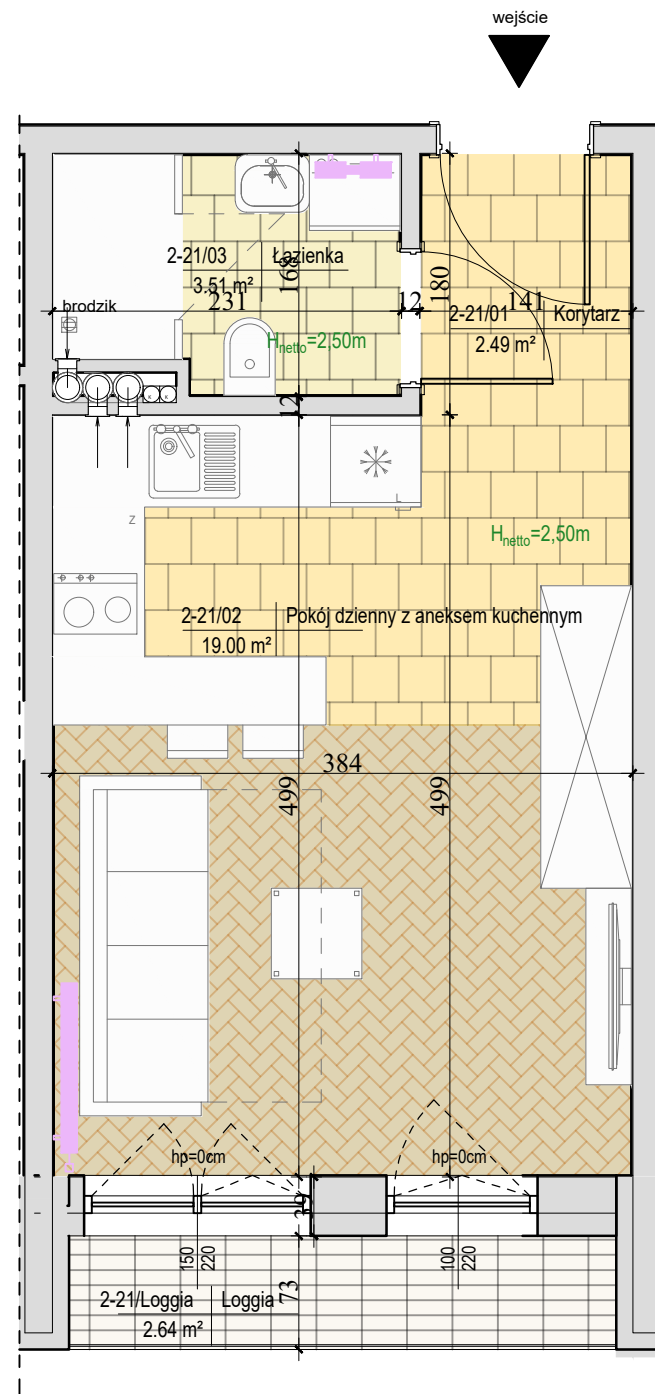 wejście
2-21/03 Łazienka
3.51 m²
168
231
12
180
141
brodzik
2-21/01 Korytarz
2.49 m²
Hnetto=2,50m
12
K K
L
Z
Hnetto=2,50m
2-21/02 Pokój dzienny z aneksem kuchennym
19.00 m²
384
499
499
hp=0cm
hp=0cm
39
150
220
100
220
73
2-21/Loggia Loggia
2.64 m²